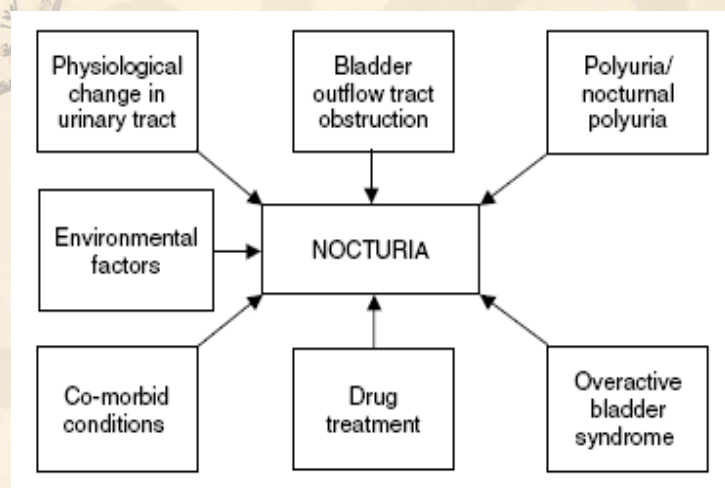 Physiological
change in
urinary tract
Bladder
outflow tract
obstruction
Polyuria/
nocturnal
polyuria
Environmental
factors
NOCTURIA
Co-morbid
conditions
Drug
treatment
Overactive
bladder
syndrome